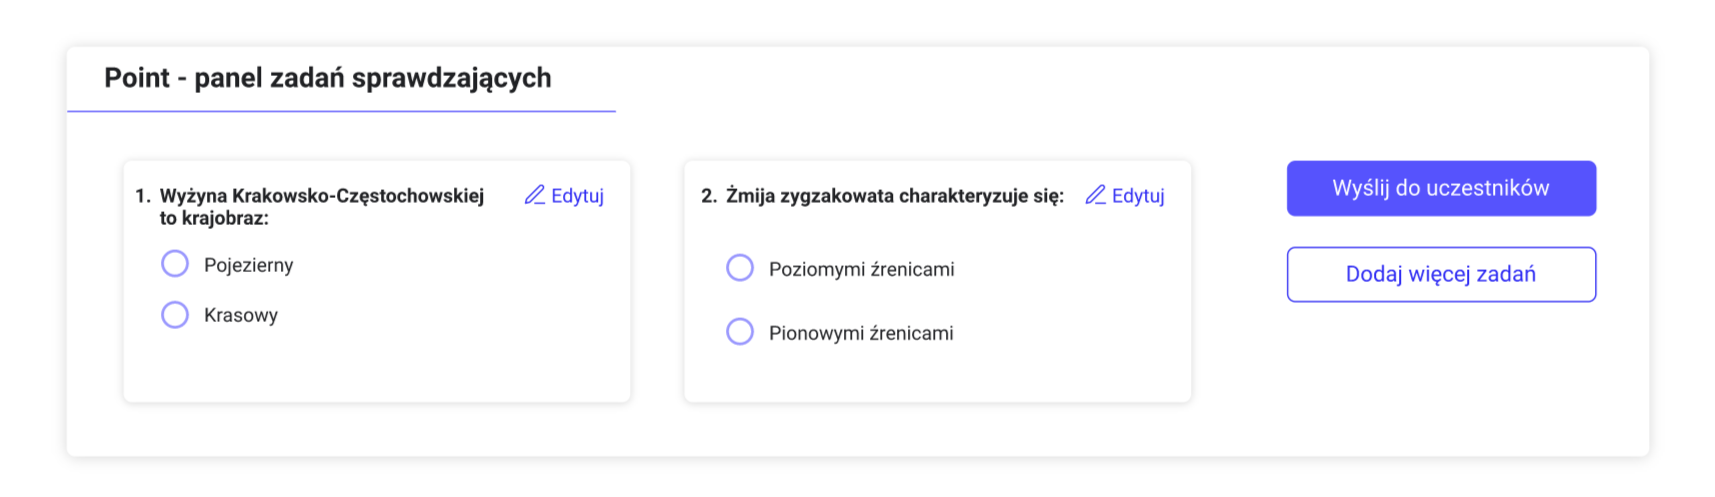 Point - panel zadań sprawdzających
1. Wyżyna Krakowsko-Częstochowskiej
to krajobraz:
Edytuj
Pojezierny
Krasowy
2. Żmija zygzakowata charakteryzuje się:
Edytuj
Poziomymi źrenicami
Pionowymi źrenicami
Wyślij do uczestników
Dodaj więcej zadań